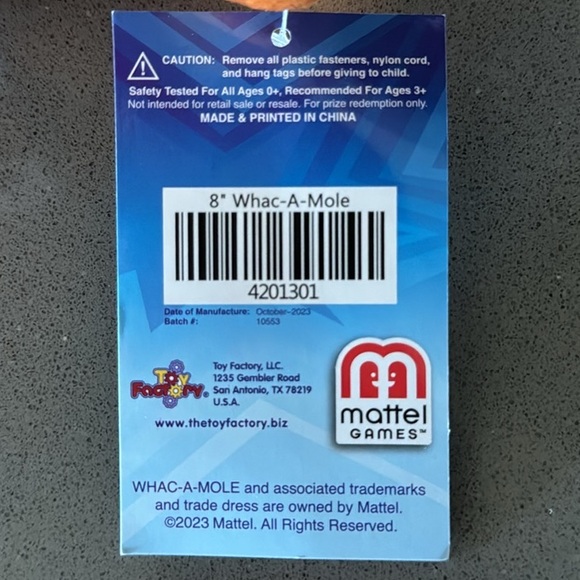 CAUTION: Remove all plastic fasteners, nylon cord,
and hang tags before giving to child.
Safety Tested For All Ages 0+, Recommended For Ages 3+
Not intended for retail sale or resale. For prize redemption only.
MADE & PRINTED IN CHINA
8" Whac-A-Mole
4201301
Date of Manufacture: October-2023
Batch #: 10553
Toy Factory®
Toy Factory, LLC.
1235 Gembler Road
San Antonio, TX 78219
U.S.A.
www.thetoyfactory.biz
mattel
GAMES™
WHAC-A-MOLE and associated trademarks
and trade dress are owned by Mattel.
©2023 Mattel. All Rights Reserved.